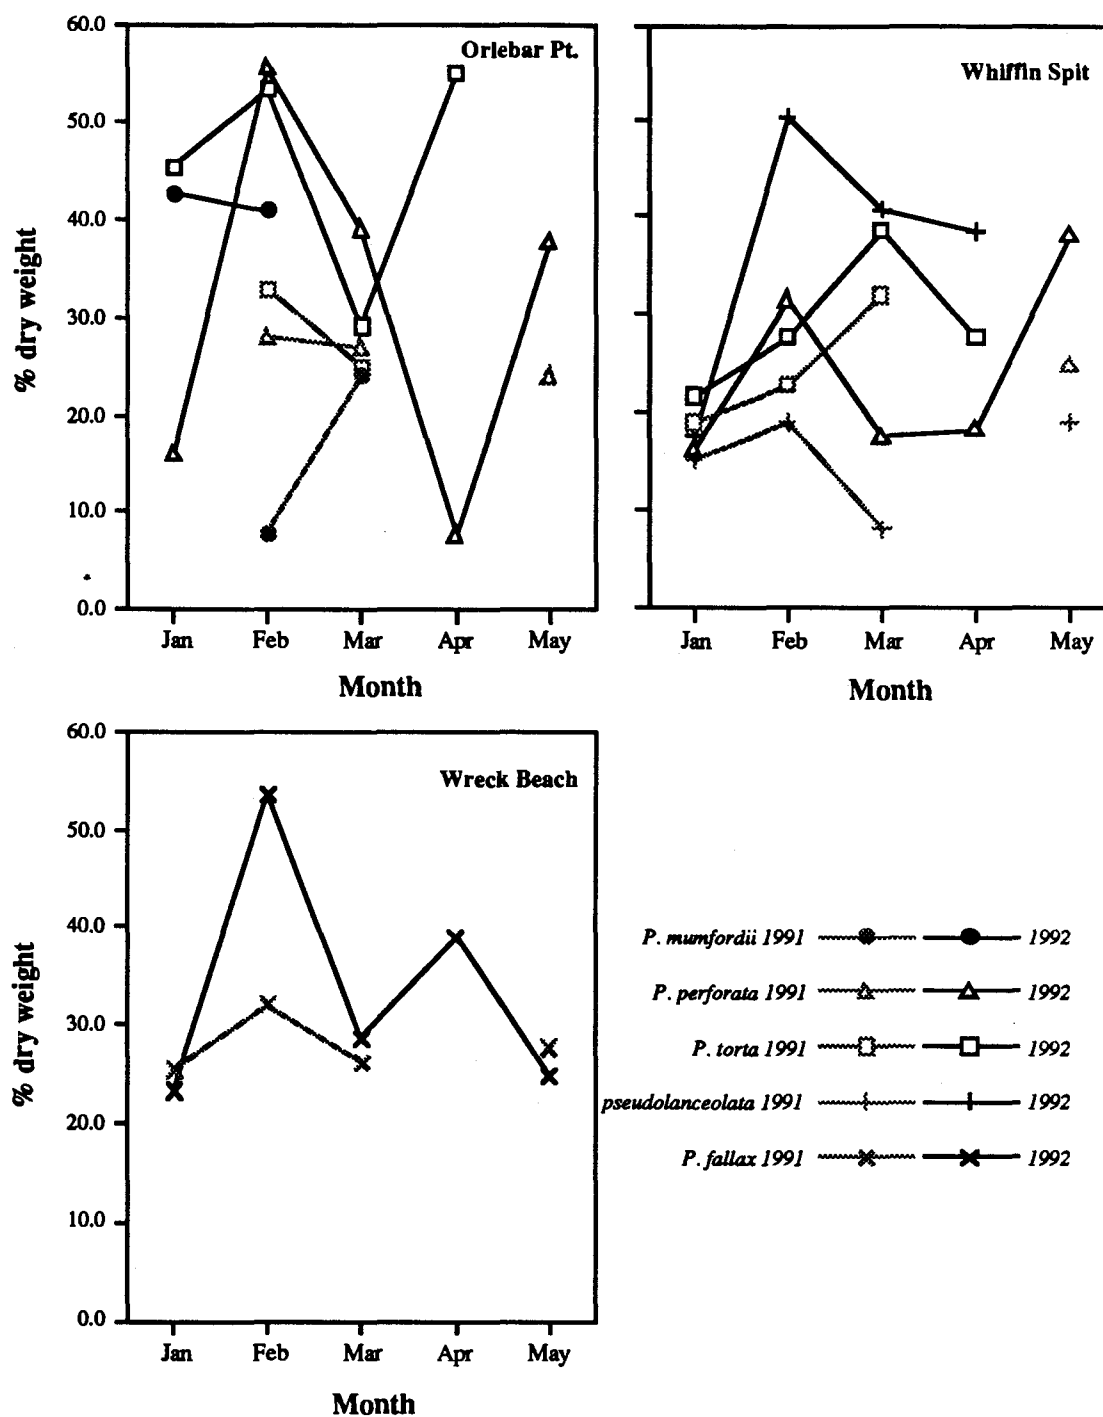 60.0
50.0
40.0
30.0
20.0
10.0
0.0
% dry weight
Orlebar Pt.
Jan Feb Mar Apr May
Month
Whiffin Spit
Jan Feb Mar Apr May
Month
60.0
50.0
40.0
30.0
20.0
10.0
0.0
% dry weight
Wreck Beach
Jan Feb Mar Apr May
Month
P. mumfordii 1991 1992
P. perforata 1991 1992
P. torta 1991 1992
pseudolanceolata 1991 1992
P. fallax 1991 1992